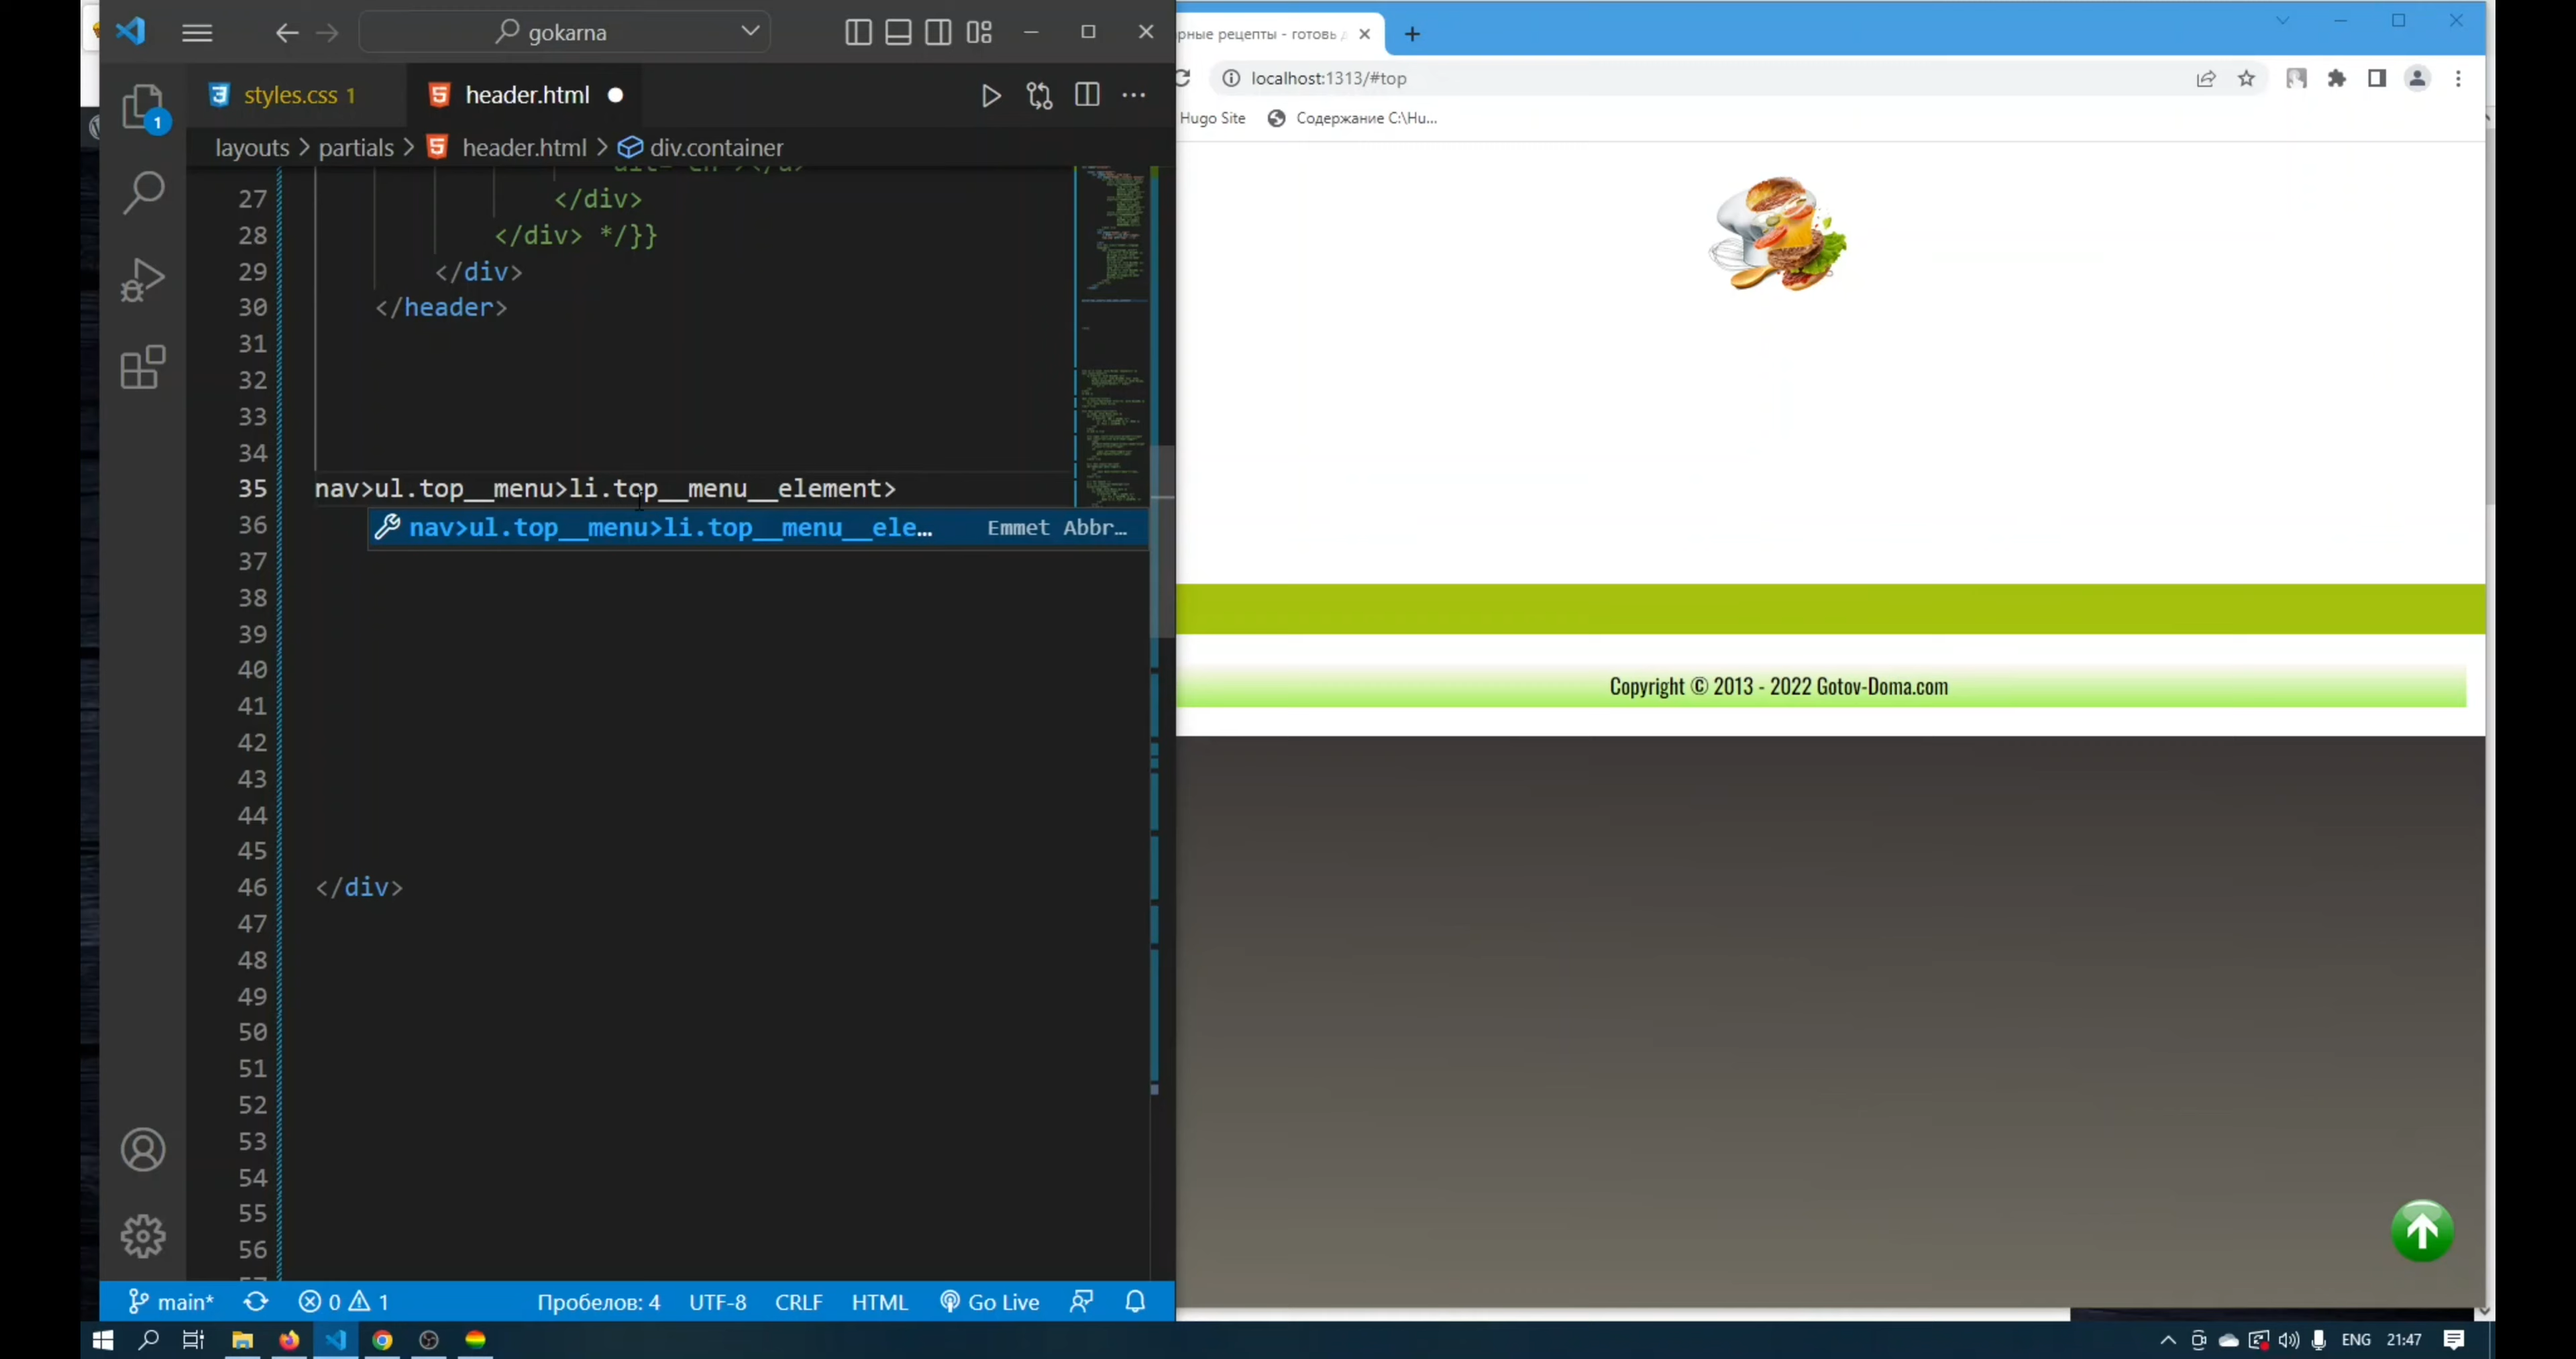 gokarna
styles.css 1
header.html
layouts > partials > header.html > div.container
27 </div>
28 </div> */}}
29 </div>
30 </header>
31
32
33
34
35 nav>ul.top__menu>li.top__menu__element>
36 nav>ul.top__menu>li.top__menu__ele… Emmet Abbr…
37
38
39
40
41
42
43
44
45
46 </div>
47
48
49
50
51
52
53
54
55
56
1
main* 0 1 Пробелов: 4 UTF-8 CRLF HTML Go Live
рные рецепты - готовь
localhost:1313/#top
Hugo Site Содержание C:\Hu...
Copyright © 2013 - 2022 Gotov-Doma.com
ENG 21:47